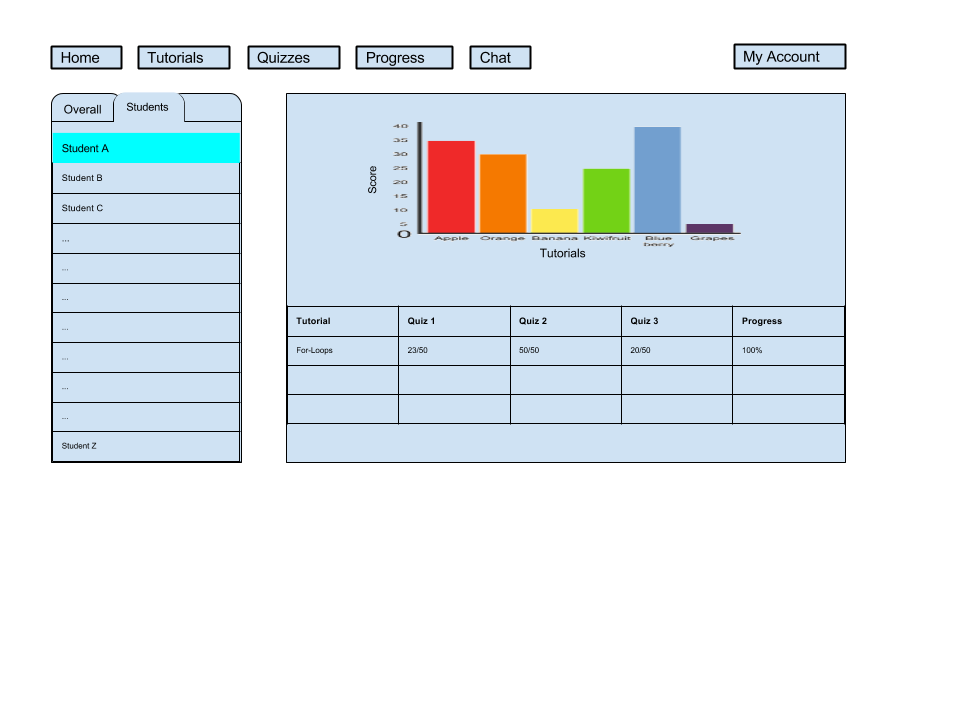 Home Tutorials Quizzes Progress Chat My Account
Overall Students
Student A
Student B
Student C
...
...
...
...
...
...
...
Student Z
Score
40
35
30
25
20
15
10
5
0
Apple Orange Banana Kiwifruit Blue Grapes
berry
Tutorials
Tutorial Quiz 1 Quiz 2 Quiz 3 Progress
For-Loops 23/50 50/50 20/50 100%